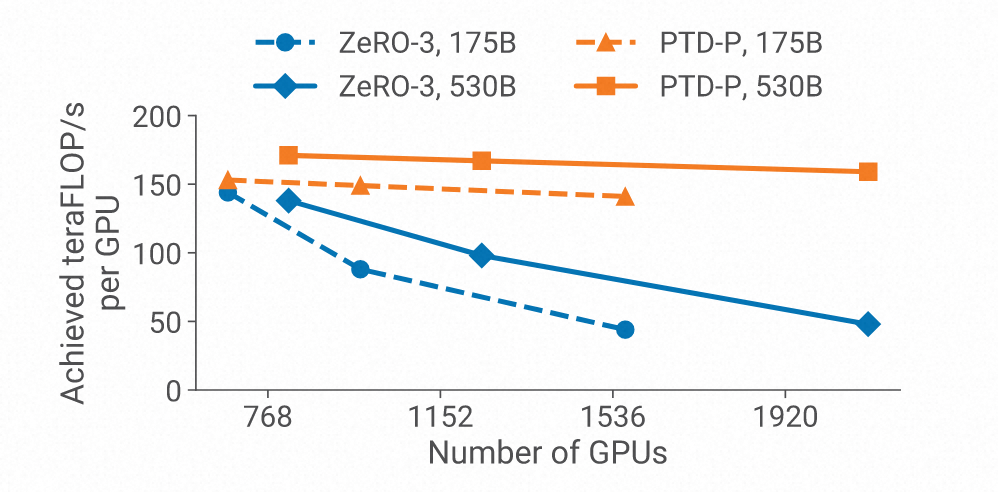 ZeRO-3, 175B
PTD-P, 175B
ZeRO-3, 530B
PTD-P, 530B
Achieved teraFLOP/s
per GPU
200
150
100
50
0
768
1152
1536
1920
Number of GPUs